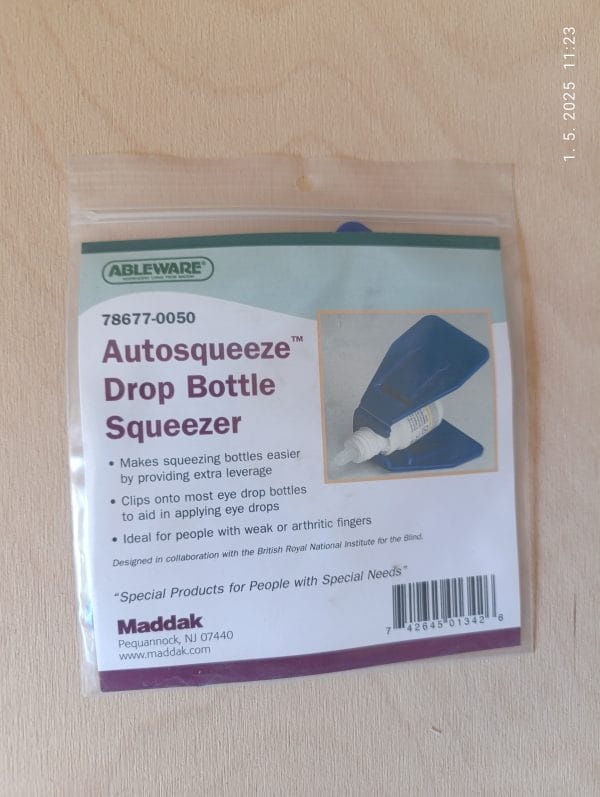 1. 5. 2025 11:23
ABLEWARE®
78677-0050
Autosqueeze™
Drop Bottle
Squeezer
• Makes squeezing bottles easier
by providing extra leverage
• Clips onto most eye drop bottles
to aid in applying eye drops
• Ideal for people with weak or arthritic fingers
Designed in collaboration with the British Royal National Institute for the Blind.
“Special Products for People with Special Needs”
Maddak
Pequannock, NJ 07440
www.maddak.com
7 42645 01342 6